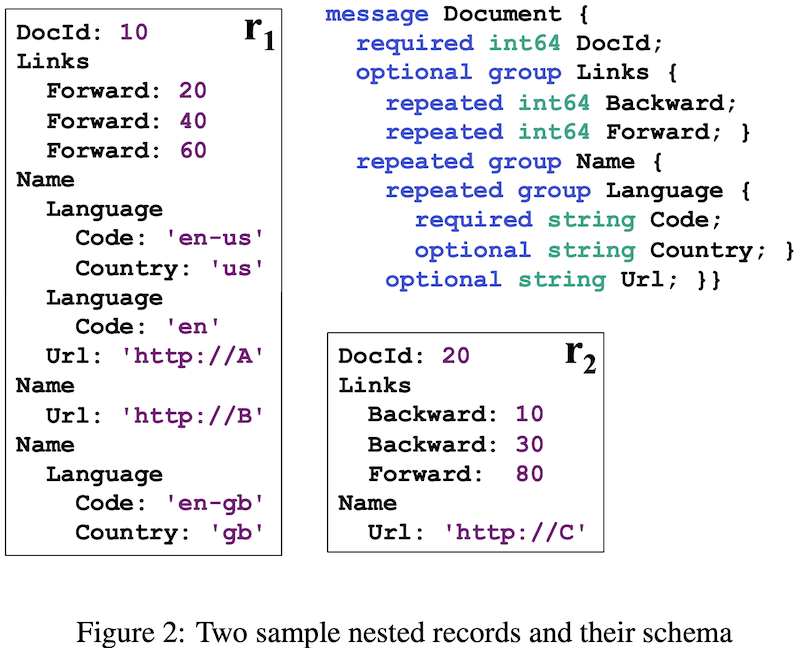 DocId: 10 r1
Links
Forward: 20
Forward: 40
Forward: 60
Name
Language
Code: 'en-us'
Country: 'us'
Language
Code: 'en'
Url: 'http://A'
Name
Url: 'http://B'
Name
Language
Code: 'en-gb'
Country: 'gb'
message Document {
required int64 DocId;
optional group Links {
repeated int64 Backward;
repeated int64 Forward; }
repeated group Name {
repeated group Language {
required string Code;
optional string Country; }
optional string Url; }}
DocId: 20 r2
Links
Backward: 10
Backward: 30
Forward: 80
Name
Url: 'http://C'
Figure 2: Two sample nested records and their schema